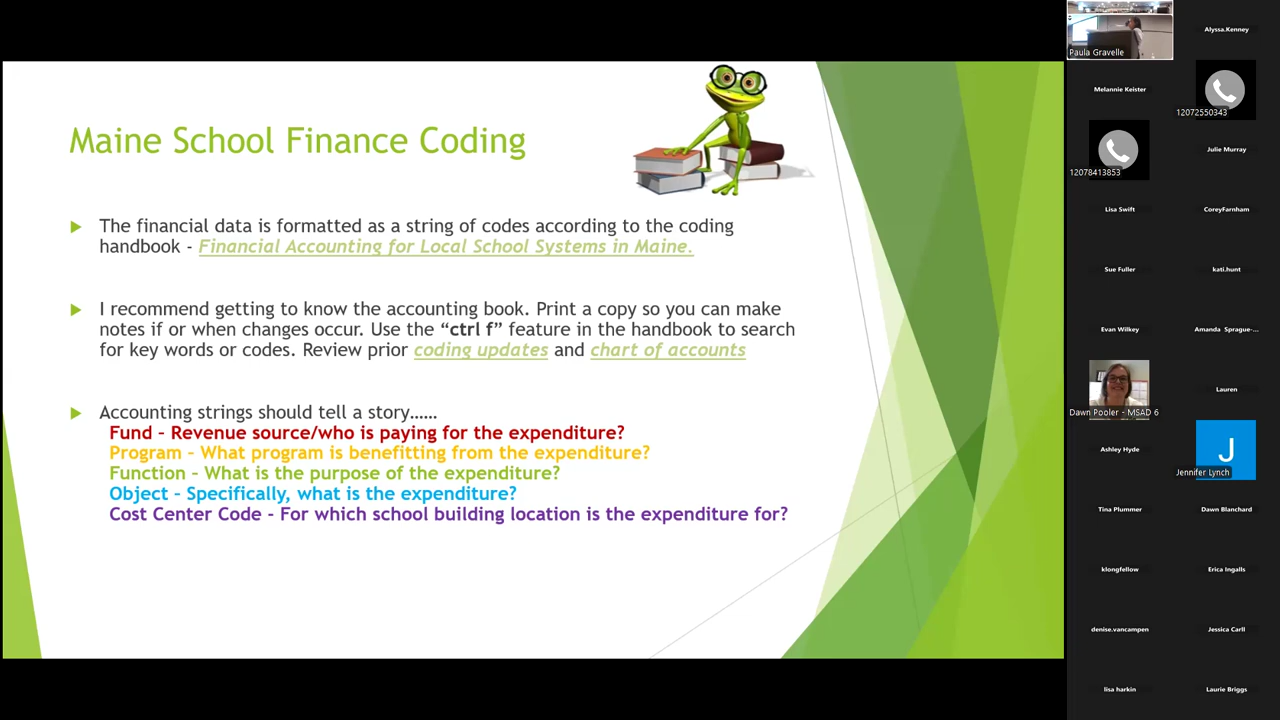 Maine School Finance Coding
The financial data is formatted as a string of codes according to the coding
handbook - Financial Accounting for Local School Systems in Maine.
I recommend getting to know the accounting book. Print a copy so you can make
notes if or when changes occur. Use the “ctrl f” feature in the handbook to search
for key words or codes. Review prior coding updates and chart of accounts
Accounting strings should tell a story……
Fund – Revenue source/who is paying for the expenditure?
Program – What program is benefitting from the expenditure?
Function – What is the purpose of the expenditure?
Object – Specifically, what is the expenditure?
Cost Center Code – For which school building location is the expenditure for?
Paula Gravelle
Alyssa.Kenney
Melannie Keister
12072550343
12078413853
Julie Murray
Lisa Swift
CoreyFarnham
Sue Fuller
kati.hunt
Evan Wilkey
Amanda Sprague-...
Dawn Pooler - MSAD 6
Lauren
Ashley Hyde
J
Jennifer Lynch
Tina Plummer
Dawn Blanchard
klongfellow
Erica Ingalls
denise.vancampen
Jessica Carll
lisa harkin
Laurie Briggs